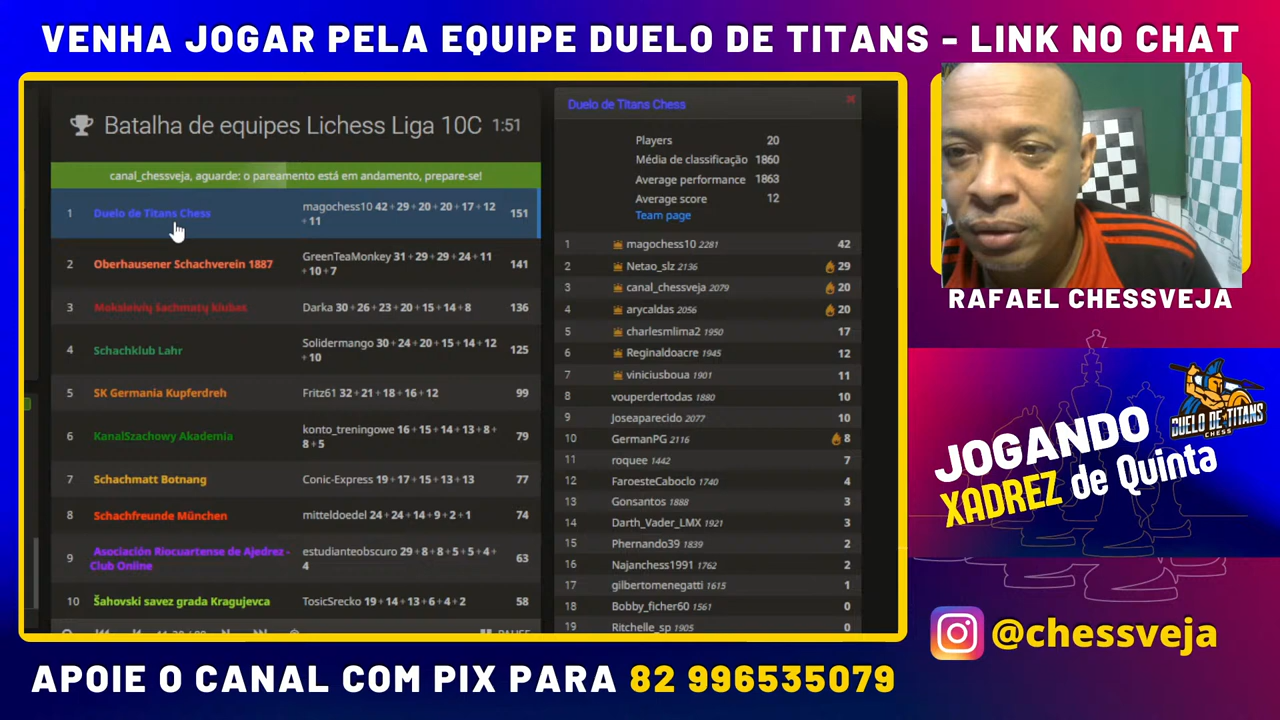 VENHA JOGAR PELA EQUIPE DUELO DE TITANS - LINK NO CHAT
Batalha de equipes Lichess Liga 10C 1:51
canal_chessveja, aguarde: o pareamento está em andamento, prepare-se!
1 Duelo de Titans Chess magochess10 42+29+20+20+17+12
+11 151
2 Oberhausener Schachverein 1887 GreenTeaMonkey 31+29+29+24+11
+10+7 141
3 Darka 30+26+23+20+15+14+8 136
4 Schachklub Lahr Solidermango 30+24+20+15+14+12
+10 125
5 SK Germania Kupferdreh Fritz61 32+21+18+16+12 99
6 KanalSzachowy Akademia konto_treningowe 16+15+14+13+8+
8+5 79
7 Schachmatt Botnang Conic-Express 19+17+15+13+13 77
8 Schachfreunde München mitteldoedel 24+24+14+9+2+1 74
9 Asociación Riocuartense de Ajedrez -
Club Online estudianteobscuro 29+8+8+5+5+4+
4 63
10 Šahovski savez grada Kragujevca TosicSrecko 19+14+13+6+4+2 58
Duelo de Titans Chess
Players 20
Média de classificação 1860
Average performance 1863
Average score 12
Team page
1 magochess10 2281 42
2 Netao_slz 2136 29
3 canal_chessveja 2079 20
4 arycaldas 2056 20
5 charlesmlima2 1950 17
6 Reginaldoacre 1945 12
7 viniciusboua 1901 11
8 vouperdertodas 1880 10
9 Joseaparecido 2077 10
10 GermanPG 2116 8
11 roquee 1442 7
12 FaroesteCaboclo 1740 4
13 Gonsantos 1888 3
14 Darth_Vader_LMX 1921 3
15 Phernando39 1839 2
16 Najanchess1991 1762 2
17 gilbertomenegatti 1615 1
18 Bobby_ficher60 1561 0
19 Ritchelle_sp 1905 0
RAFAEL CHESSVEJA
DUELO DE TITANS
CHESS
JOGANDO
XADREZ de Quinta
@chessveja
APOIE O CANAL COM PIX PARA 82 996535079